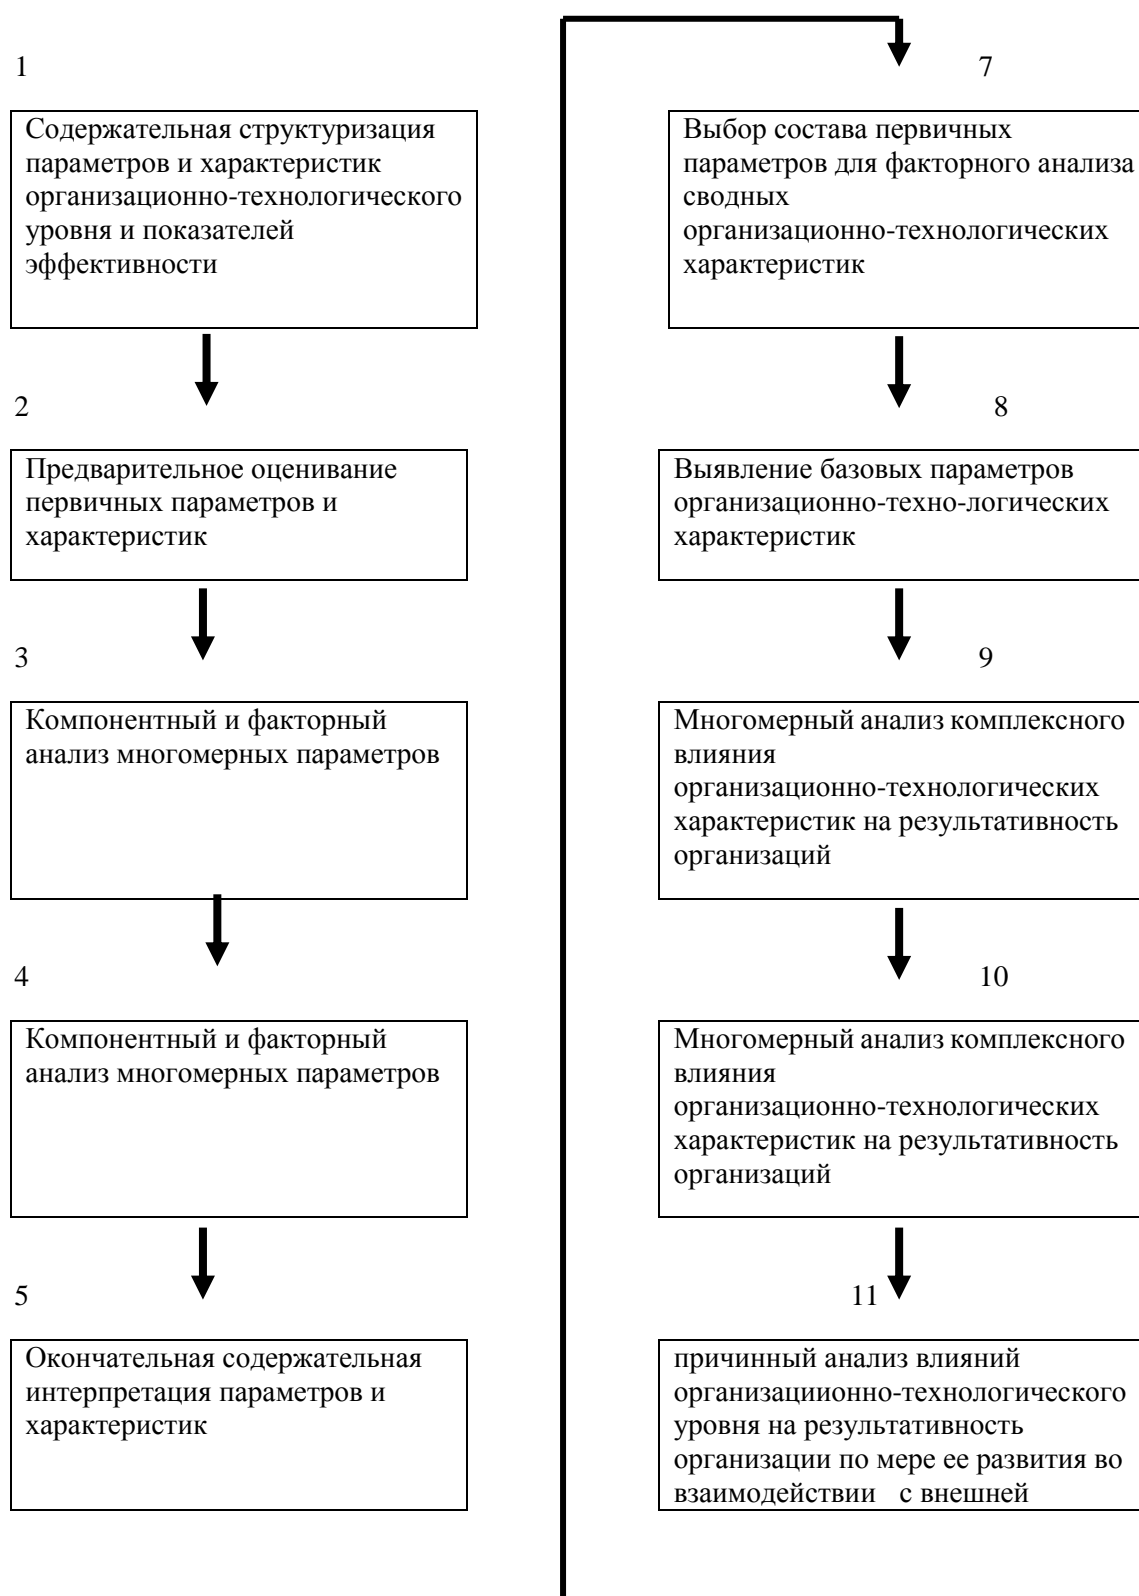 1
Содержательная структуризация
параметров и характеристик
организационно-технологического
уровня и показателей
эффективности
2
Предварительное оценивание
первичных параметров и
характеристик
3
Компонентный и факторный
анализ многомерных параметров
4
Компонентный и факторный
анализ многомерных параметров
5
Окончательная содержательная
интерпретация параметров и
характеристик
7
Выбор состава первичных
параметров для факторного анализа
сводных
организационно-технологических
характеристик
8
Выявление базовых параметров
организационно-техно-логических
характеристик
9
Многомерный анализ комплексного
влияния
организационно-технологических
характеристик на результативность
организаций
10
Многомерный анализ комплексного
влияния
организационно-технологических
характеристик на результативность
организаций
11
причинный анализ влияний
организациионно-технологического
уровня на результативность
организации по мере ее развития во
взаимодействии с внешней